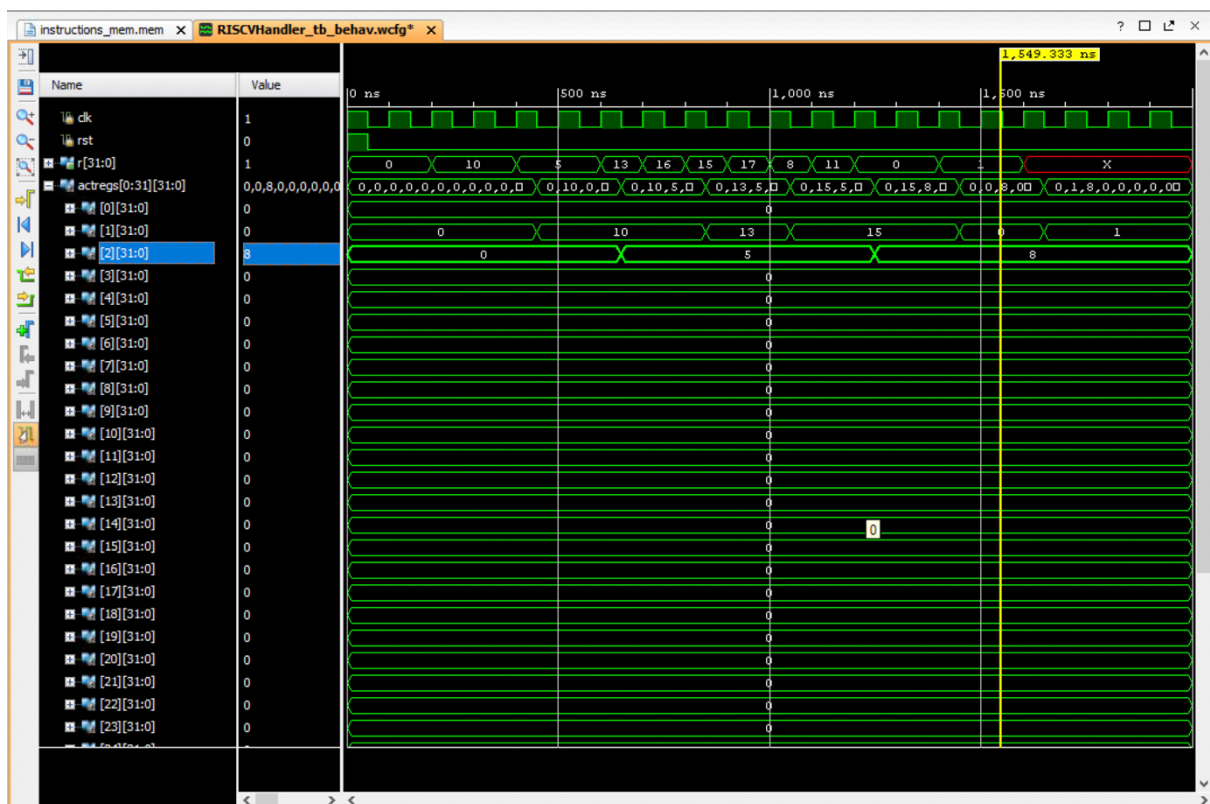 instructions_mem.mem X RISCVHandler_tb_behav.wcfg* X ?
1,549.333 ns
Name Value 0 ns 500 ns 1,000 ns 1,500 ns
clk 1
rst 0
r[31:0] 1 0 10 5 13 16 15 17 8 11 0 1 X
actregs[0:31][31:0] 0,0,8,0,0,0,0,0,0 0,0,0,0,0,0,0,0,0,0,0 0,10,0,0 0,10,5,0 0,13,5,0 0,15,5,0 0,15,8,0 0,0,8,0 0,1,8,0,0,0,0,0
[0][31:0] 0 0
[1][31:0] 0 0 10 13 15 0 1
[2][31:0] 8 0 5 8
[3][31:0] 0 0
[4][31:0] 0 0
[5][31:0] 0 0
[6][31:0] 0 0
[7][31:0] 0 0
[8][31:0] 0 0
[9][31:0] 0 0
[10][31:0] 0 0
[11][31:0] 0 0
[12][31:0] 0 0
[13][31:0] 0 0
[14][31:0] 0 0 0
[15][31:0] 0 0
[16][31:0] 0 0
[17][31:0] 0 0
[18][31:0] 0 0
[19][31:0] 0 0
[20][31:0] 0 0
[21][31:0] 0 0
[22][31:0] 0 0
[23][31:0] 0 0